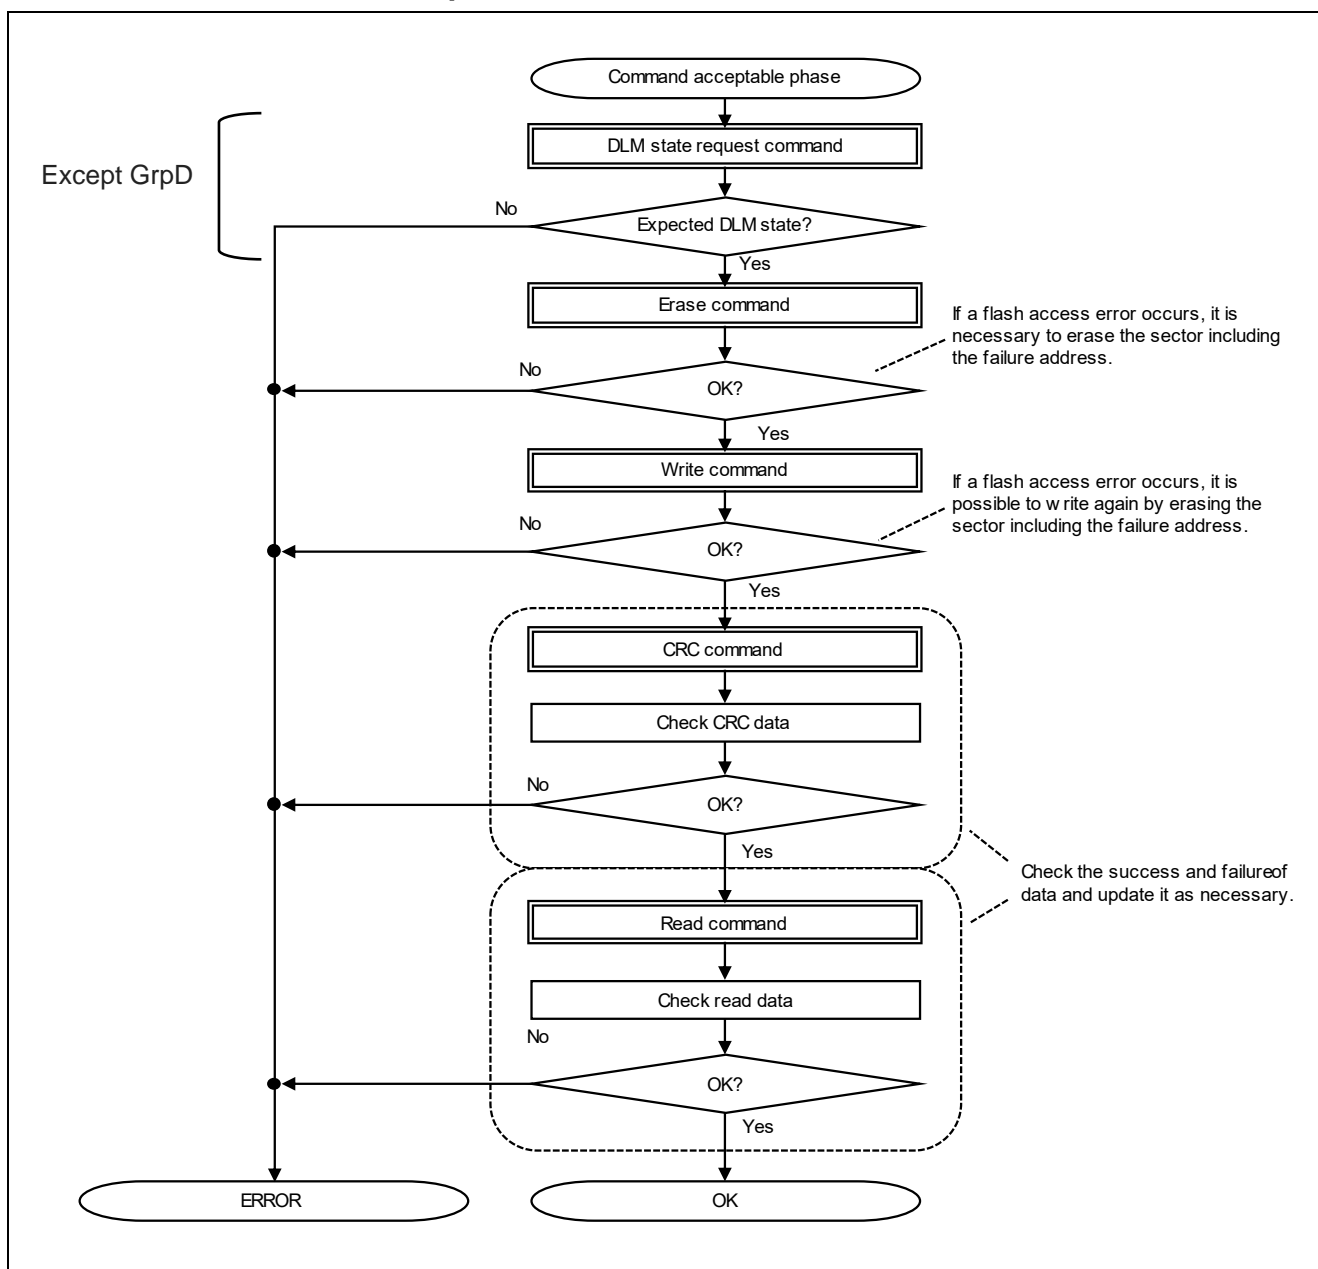 Command acceptable phase
DLM state request command
Except GrpD
No
Expected DLM state?
Yes
Erase command
If a flash access error occurs, it is
necessary to erase the sector including
the failure address.
No
OK?
Yes
Write command
If a flash access error occurs, it is
possible to write again by erasing the
sector including the failure address.
No
OK?
Yes
CRC command
Check CRC data
No
OK?
Yes
Check the success and failureof
data and update it as necessary.
Read command
Check read data
No
OK?
Yes
ERROR
OK